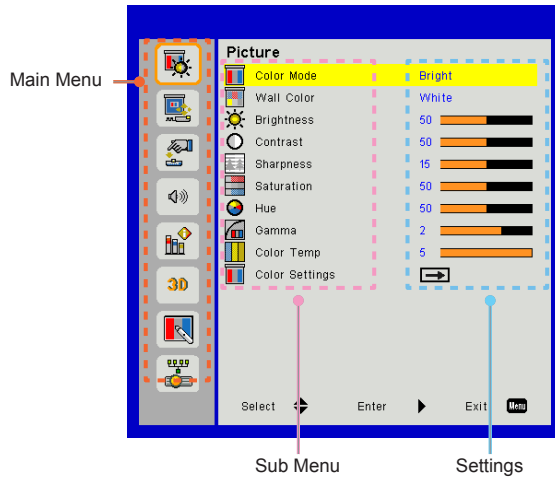 Main Menu
Picture
Color Mode Bright
Wall Color White
Brightness 50
Contrast 50
Sharpness 15
Saturation 50
Hue 50
Gamma 2
Color Temp 5
Color Settings
3D
Select Enter Exit Menu
Sub Menu Settings